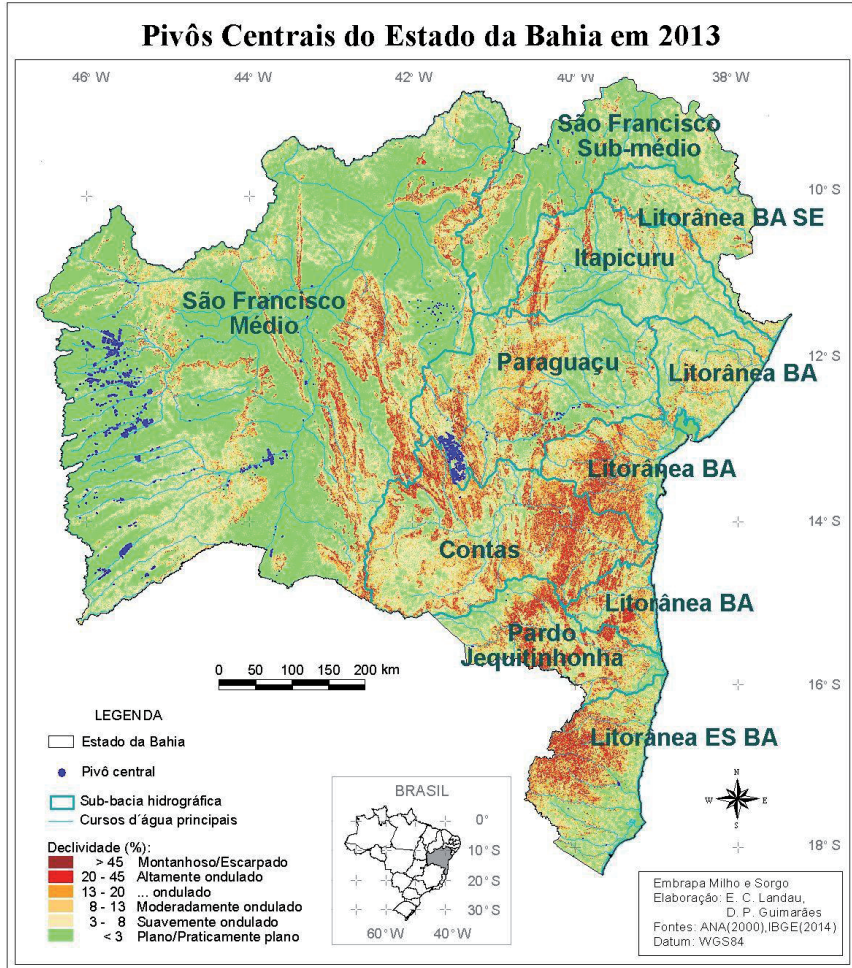 Pivôs Centrais do Estado da Bahia em 2013
46° W
44° W
42° W
40° W
38° W
São Francisco
Sub-médio
10° S
Litorânea BA SE
Itapicuru
São Francisco
Médio
Paraguaçu
12° S
Litorânea BA
Litorânea BA
14° S
Contas
Litorânea BA
Pardo
Jequitinhonha
0 50 100 150 200 km
16° S
LEGENDA
Litorânea ES BA
Estado da Bahia
Pivô central
Sub-bacia hidrográfica
Cursos d´água principais
BRASIL
0°
10° S
20° S
30° S
60° W
40° W
N
W
E
S
18° S
Declividade (%):
> 45 Montanhoso/Escarpado
20 - 45 Altamente ondulado
13 - 20 ... ondulado
8 - 13 Moderadamente ondulado
3 - 8 Suavemente ondulado
< 3 Plano/Praticamente plano
Embrapa Milho e Sorgo
Elaboração: E. C. Landau,
D. P. Guimarães
Fontes: ANA(2000),IBGE(2014)
Datum: WGS84